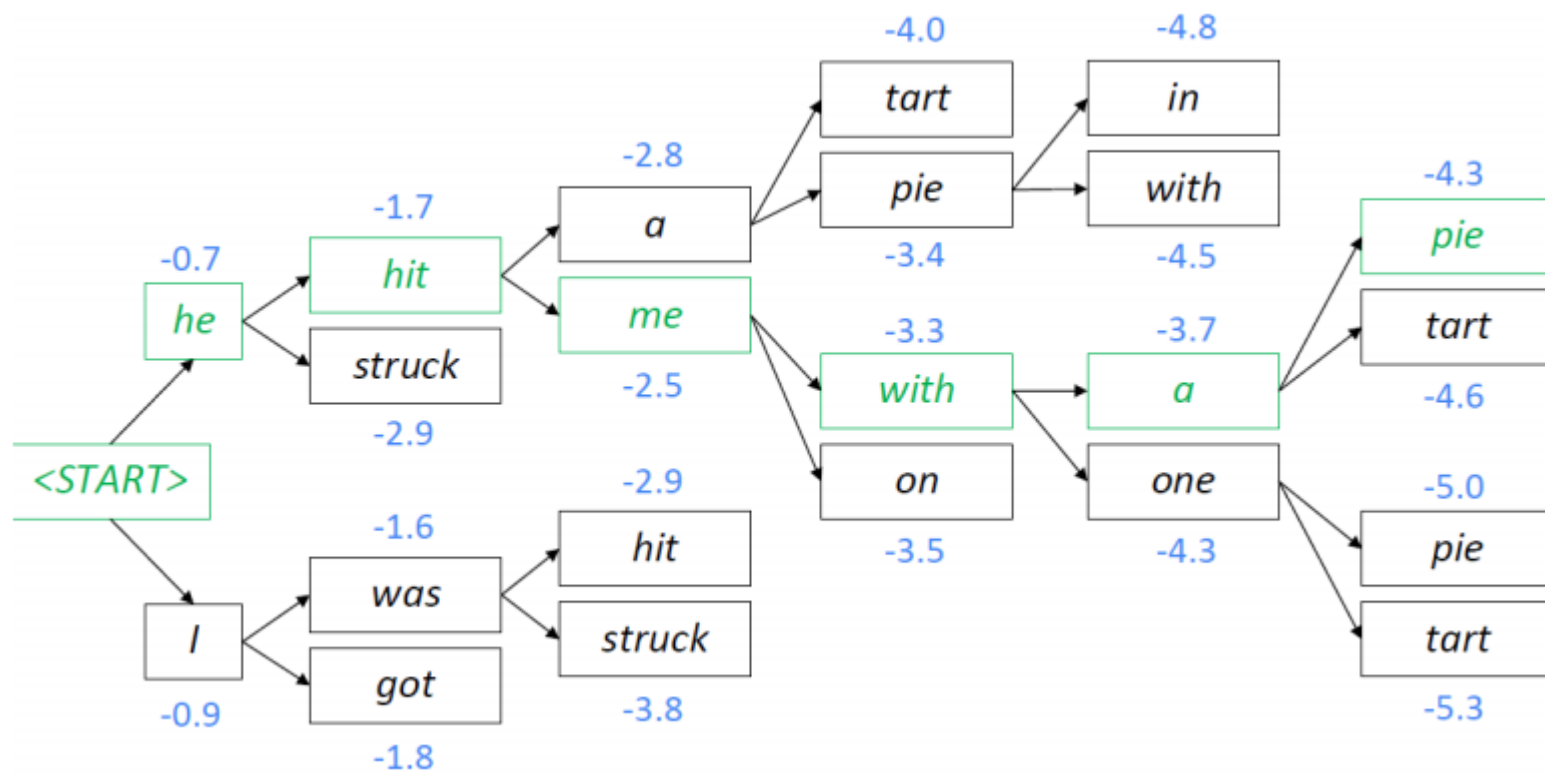 -4.0
-4.8
tart
in
-2.8
-4.3
pie
with
-1.7
a
pie
-0.7
-3.4
-4.5
hit
he
me
-3.3
-3.7
tart
struck
-2.5
with
a
-4.6
-2.9
<START>
-2.9
on
one
-5.0
-1.6
hit
-3.5
-4.3
pie
was
I
struck
tart
got
-0.9
-3.8
-5.3
-1.8